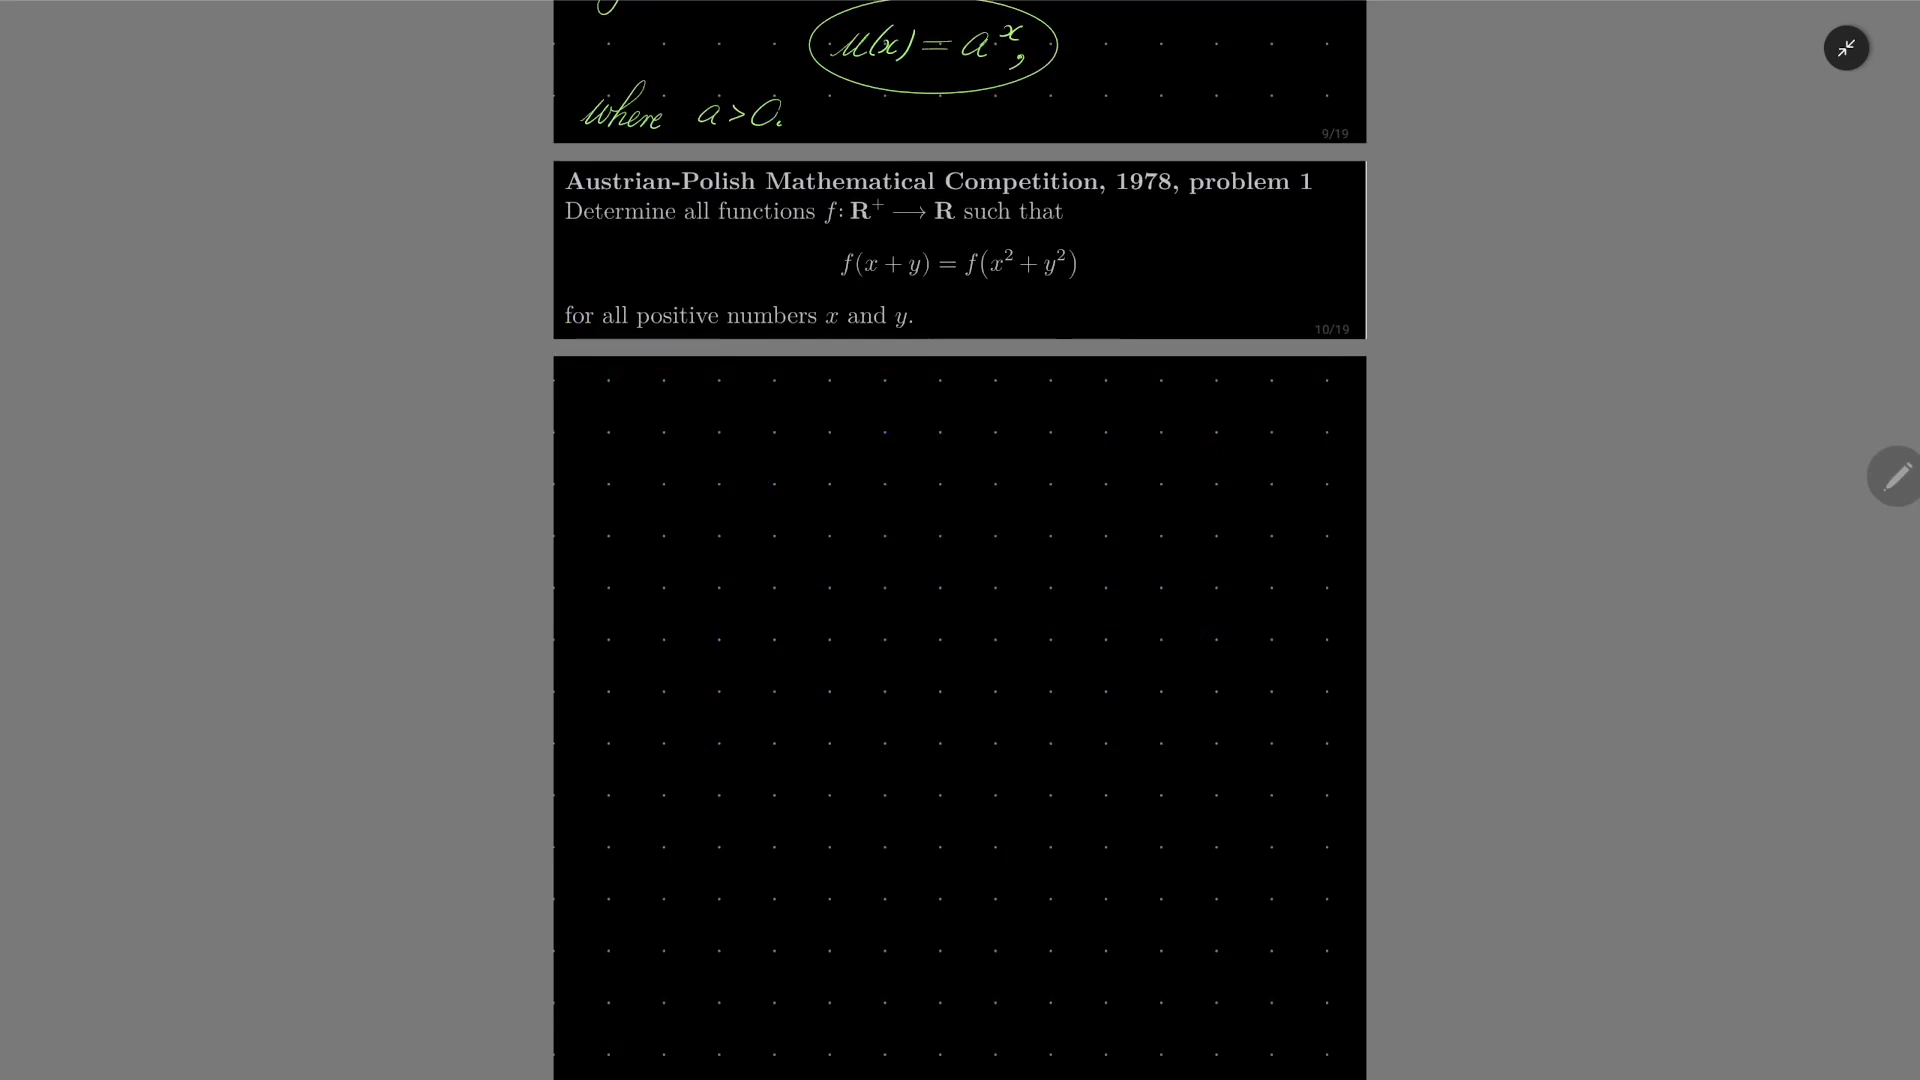 u(x) = a^x,
where a > 0.
9/19
Austrian-Polish Mathematical Competition, 1978, problem 1
Determine all functions f: R⁺ ⟶ R such that
f(x + y) = f(x² + y²)
for all positive numbers x and y.
10/19